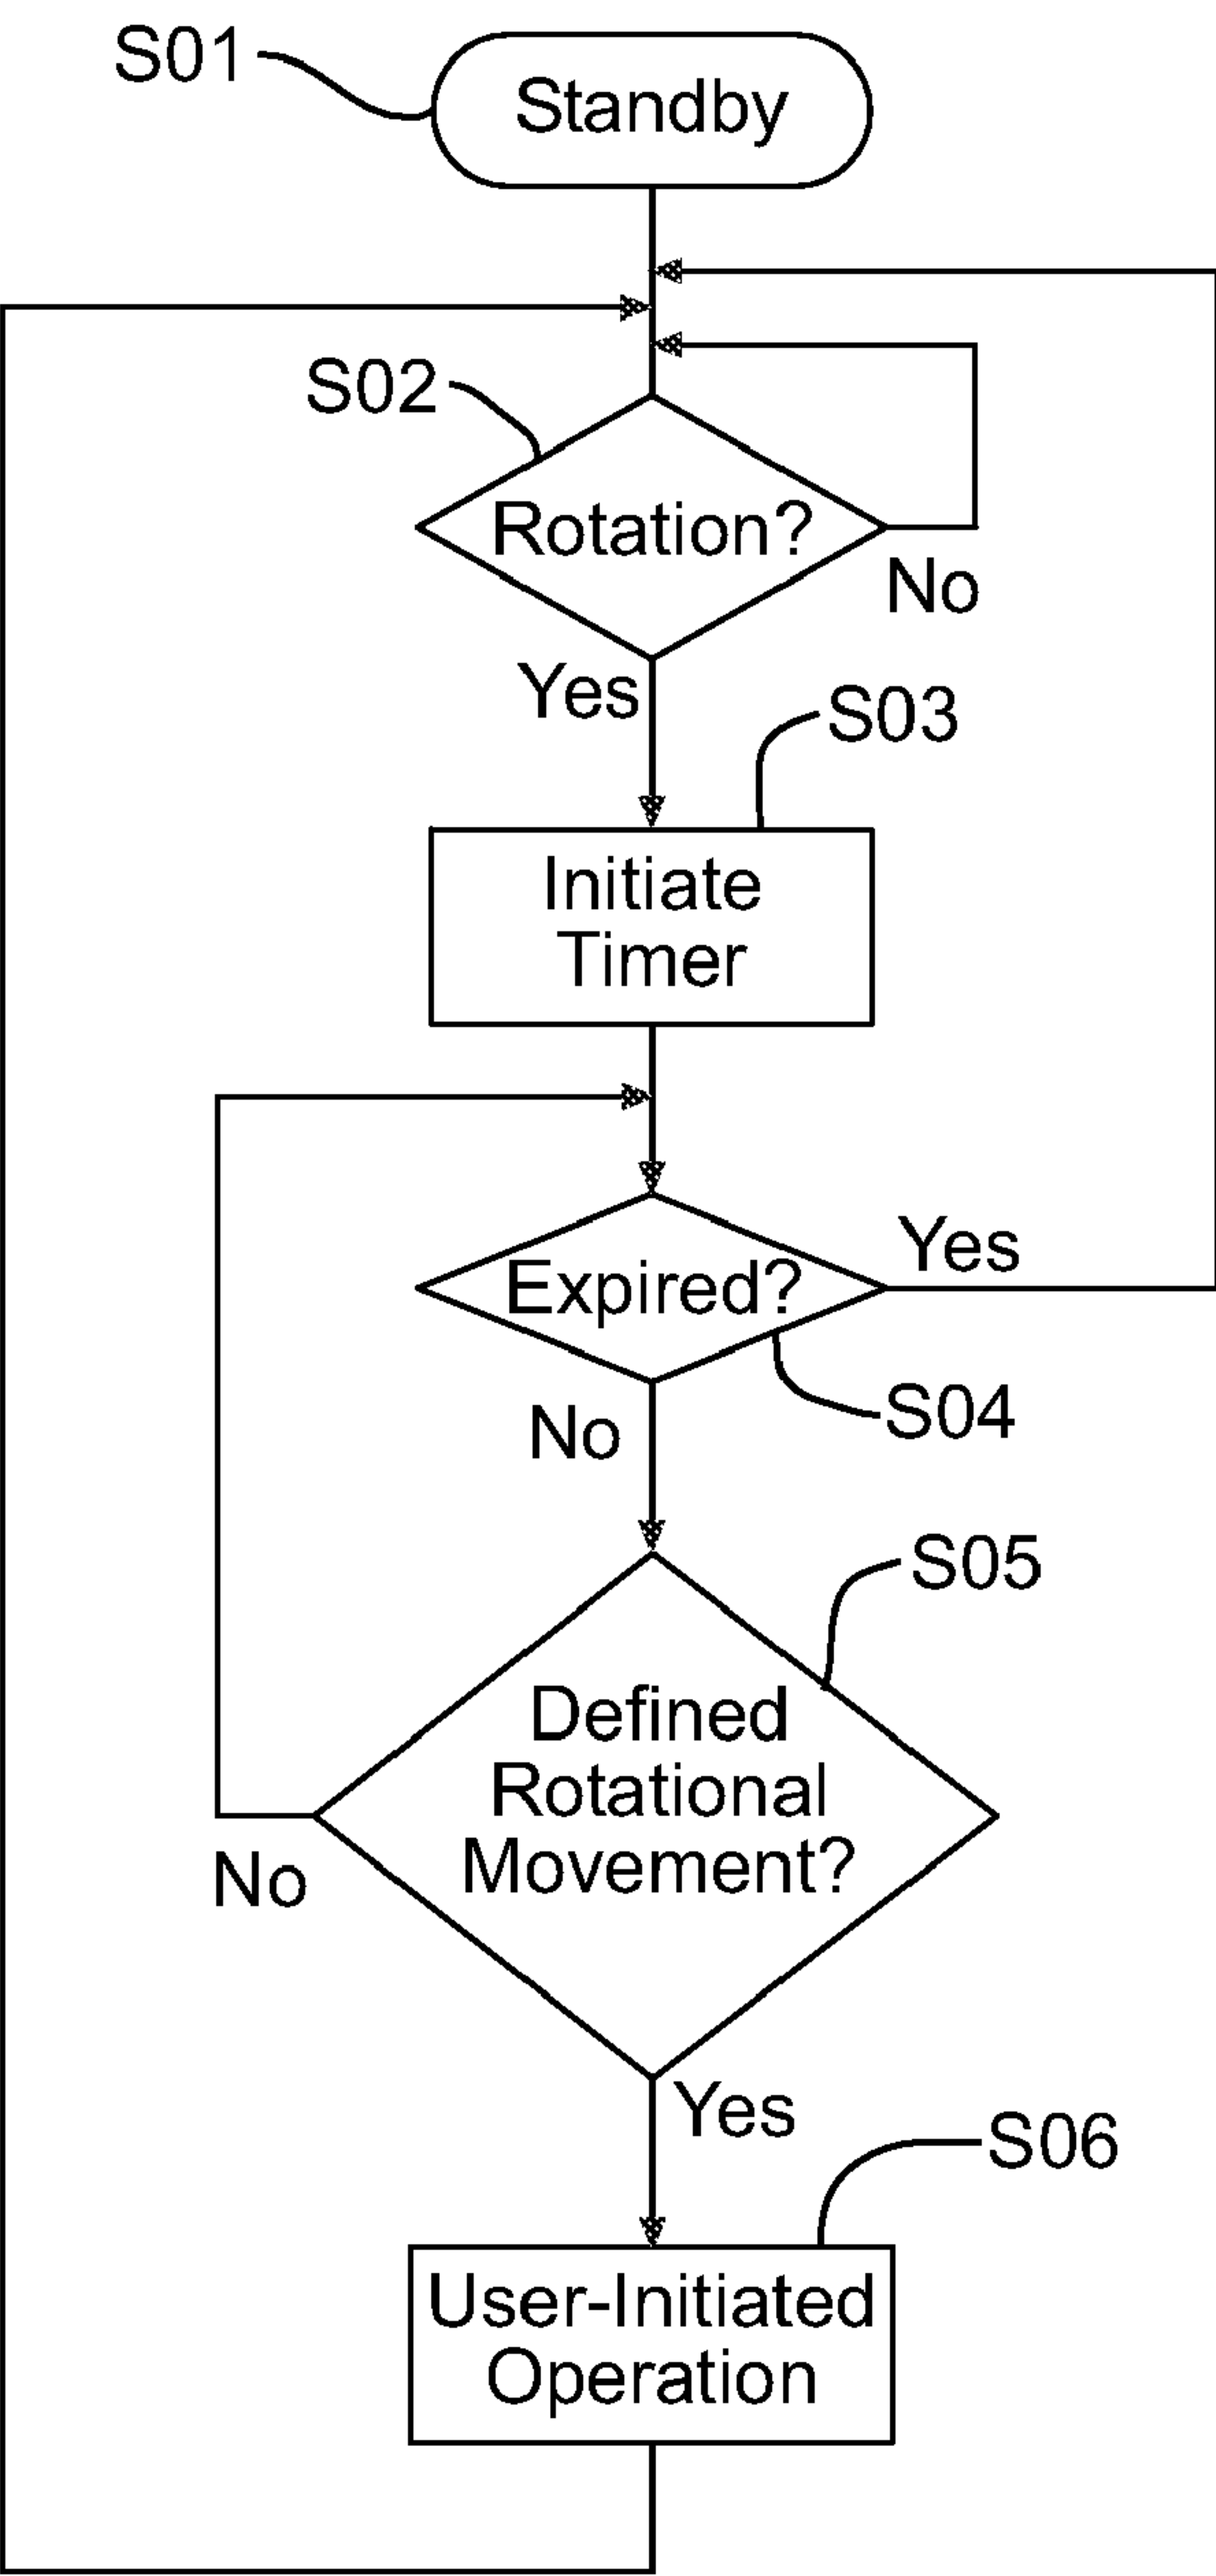 S01
Standby
S02
Rotation?
No
Yes
S03
Initiate
Timer
Expired?
Yes
No
S04
S05
Defined
Rotational
Movement?
No
Yes
S06
User-Initiated
Operation